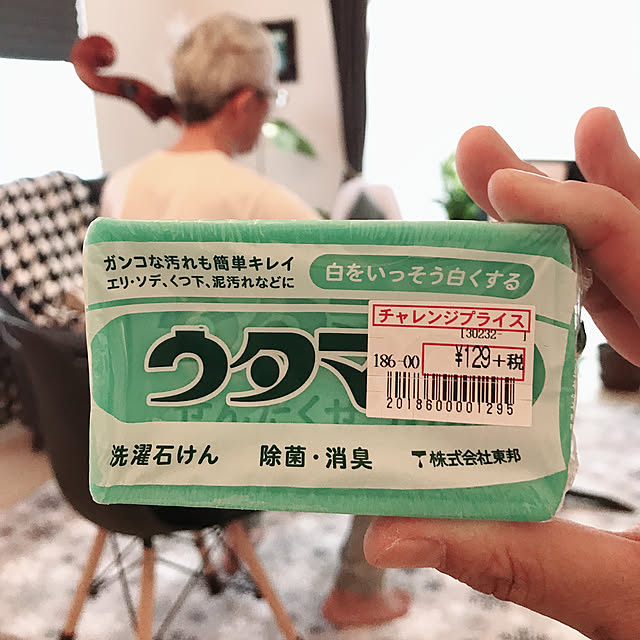 ガンコな汚れも簡単キレイ
エリ・ソデ、くつ下、泥汚れなどに
白をいっそう白くする
チャレンジプライス
[30232-
ウタマ
186-00 ¥129+税
2018600001295
洗濯石けん 除菌・消臭 株式会社東邦